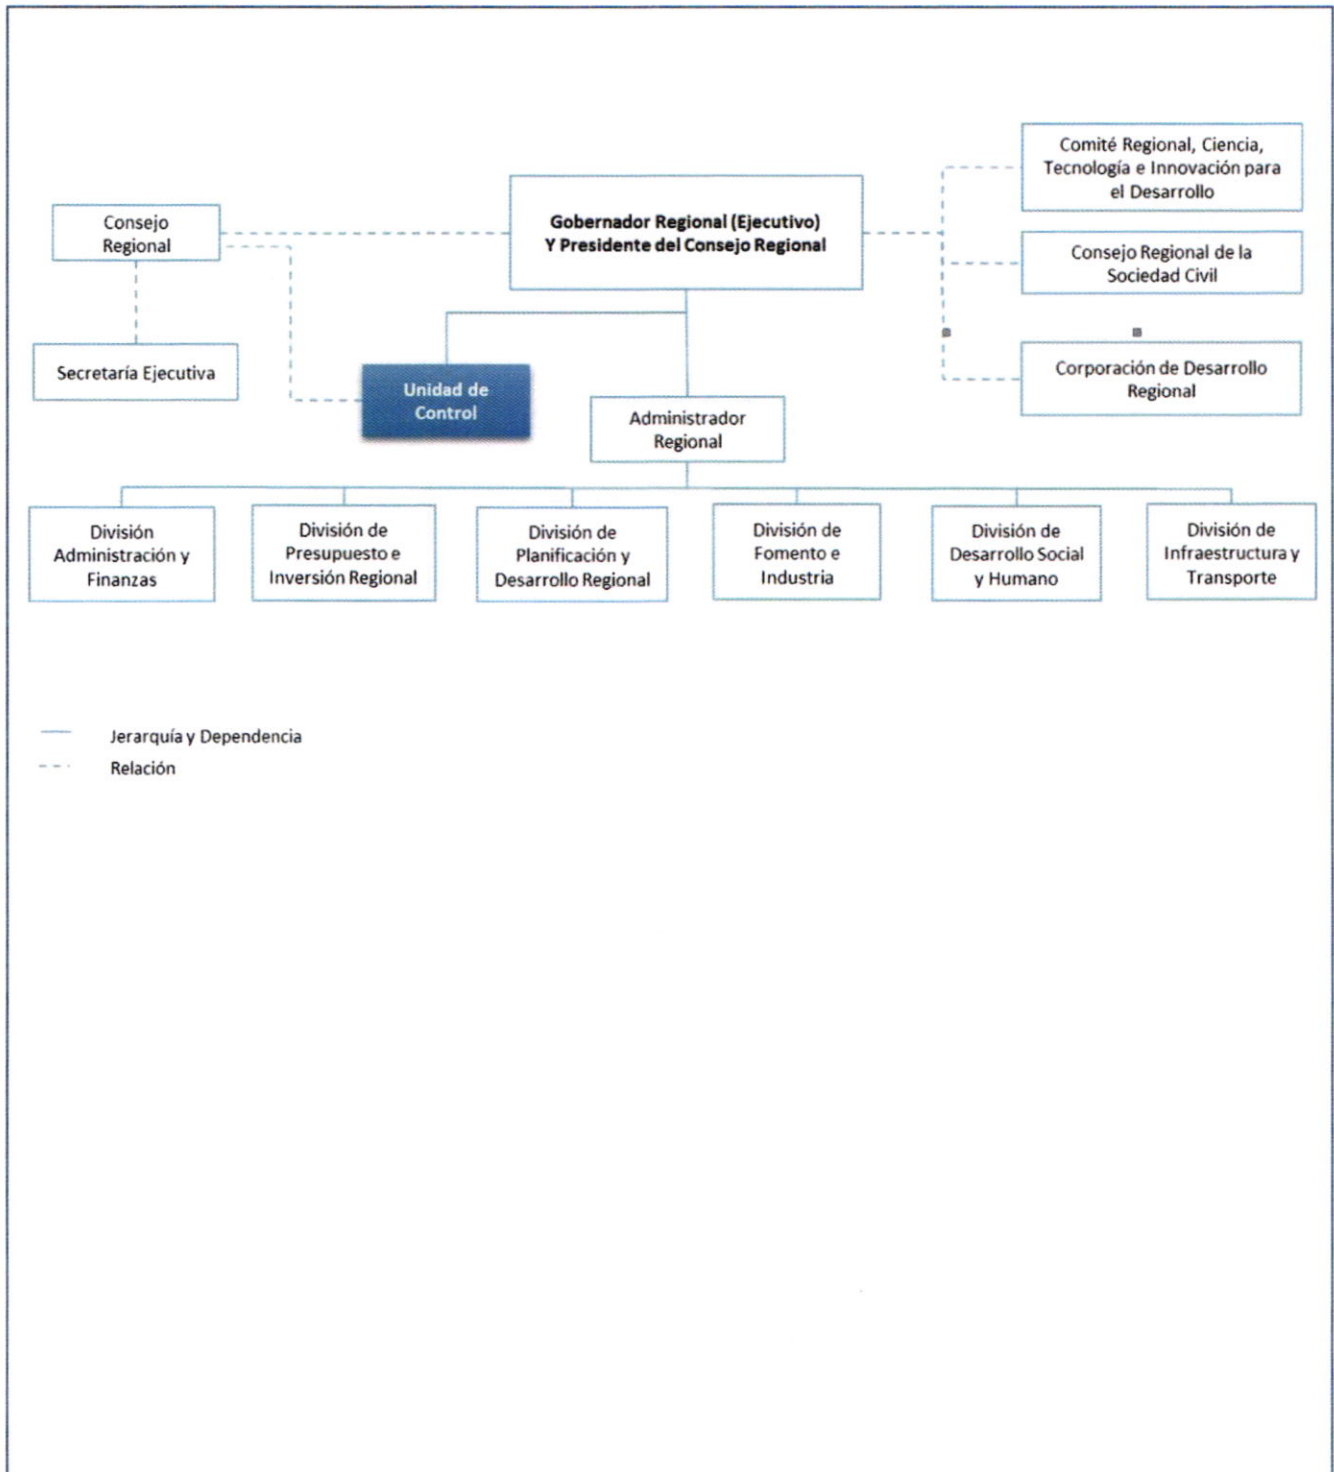 Comité Regional, Ciencia,
Tecnología e Innovación para
el Desarrollo
Consejo
Regional
Gobernador Regional (Ejecutivo)
Y Presidente del Consejo Regional
Consejo Regional de la
Sociedad Civil
Secretaría Ejecutiva
Unidad de
Control
Corporación de Desarrollo
Regional
Administrador
Regional
División
Administración y
Finanzas
División de
Presupuesto e
Inversión Regional
División de
Planificación y
Desarrollo Regional
División de
Fomento e
Industria
División de
Desarrollo Social
y Humano
División de
Infraestructura y
Transporte
Jerarquía y Dependencia
Relación